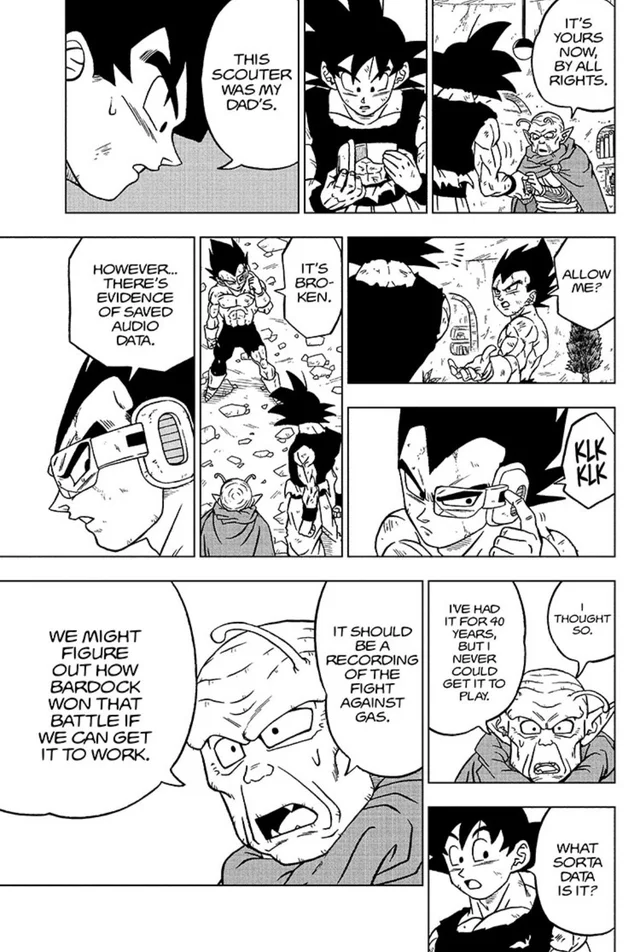 IT'S
YOURS
NOW,
BY ALL
RIGHTS.
THIS
SCOUTER
WAS MY
DAD'S.
ALLOW
ME?
KLK
KLK
IT'S
BRO-
KEN.
HOWEVER...
THERE'S
EVIDENCE
OF SAVED
AUDIO
DATA.
I
THOUGHT
SO.
I'VE HAD
IT FOR 40
YEARS,
BUT I
NEVER
COULD
GET IT TO
PLAY.
WHAT
SORTA
DATA
IS IT?
IT SHOULD
BE A
RECORDING
OF THE
FIGHT
AGAINST
GAS.
WE MIGHT
FIGURE
OUT HOW
BARDOCK
WON THAT
BATTLE IF
WE CAN GET
IT TO WORK.